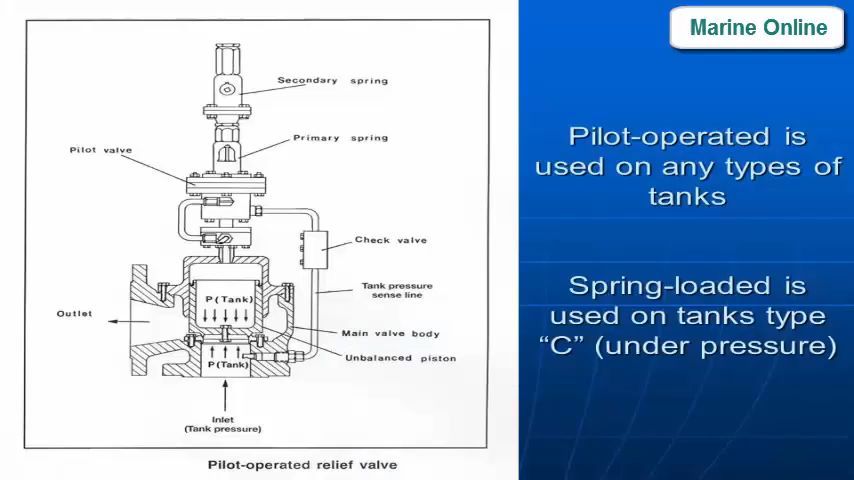 Marine Online
Secondary spring
Primary spring
Pilot valve
Check valve
Tank pressure
sense line
P (Tank)
Outlet
Main valve body
Unbalanced piston
P(Tank)
Inlet
(Tank pressure)
Pilot-operated relief valve
Pilot-operated is
used on any types of
tanks
Spring-loaded is
used on tanks type
“C” (under pressure)